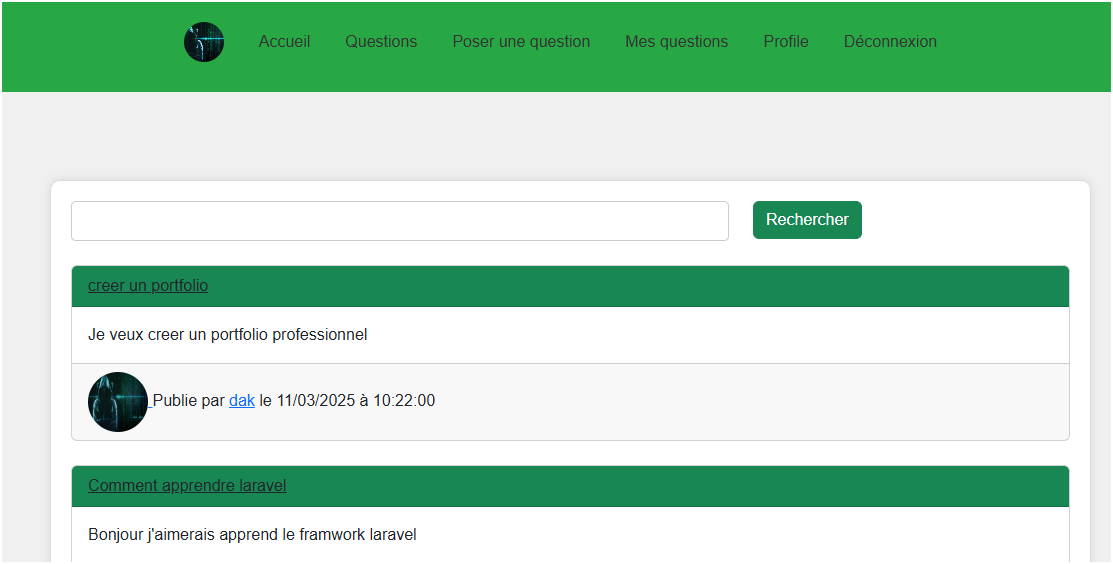 Accueil Questions Poser une question Mes questions Profile Déconnexion
Rechercher
creer un portfolio
Je veux creer un portfolio professionnel
Publie par dak le 11/03/2025 à 10:22:00
Comment apprendre laravel
Bonjour j'aimerais apprend le framwork laravel